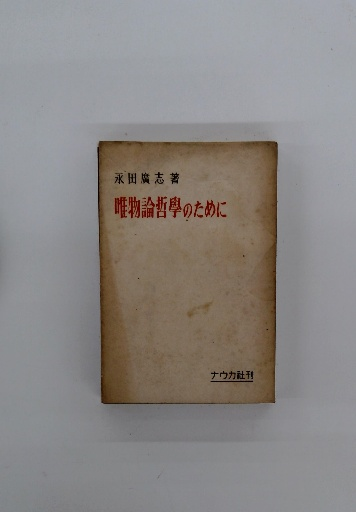 永田廣志著
唯物論哲學のために
ナウカ社刊